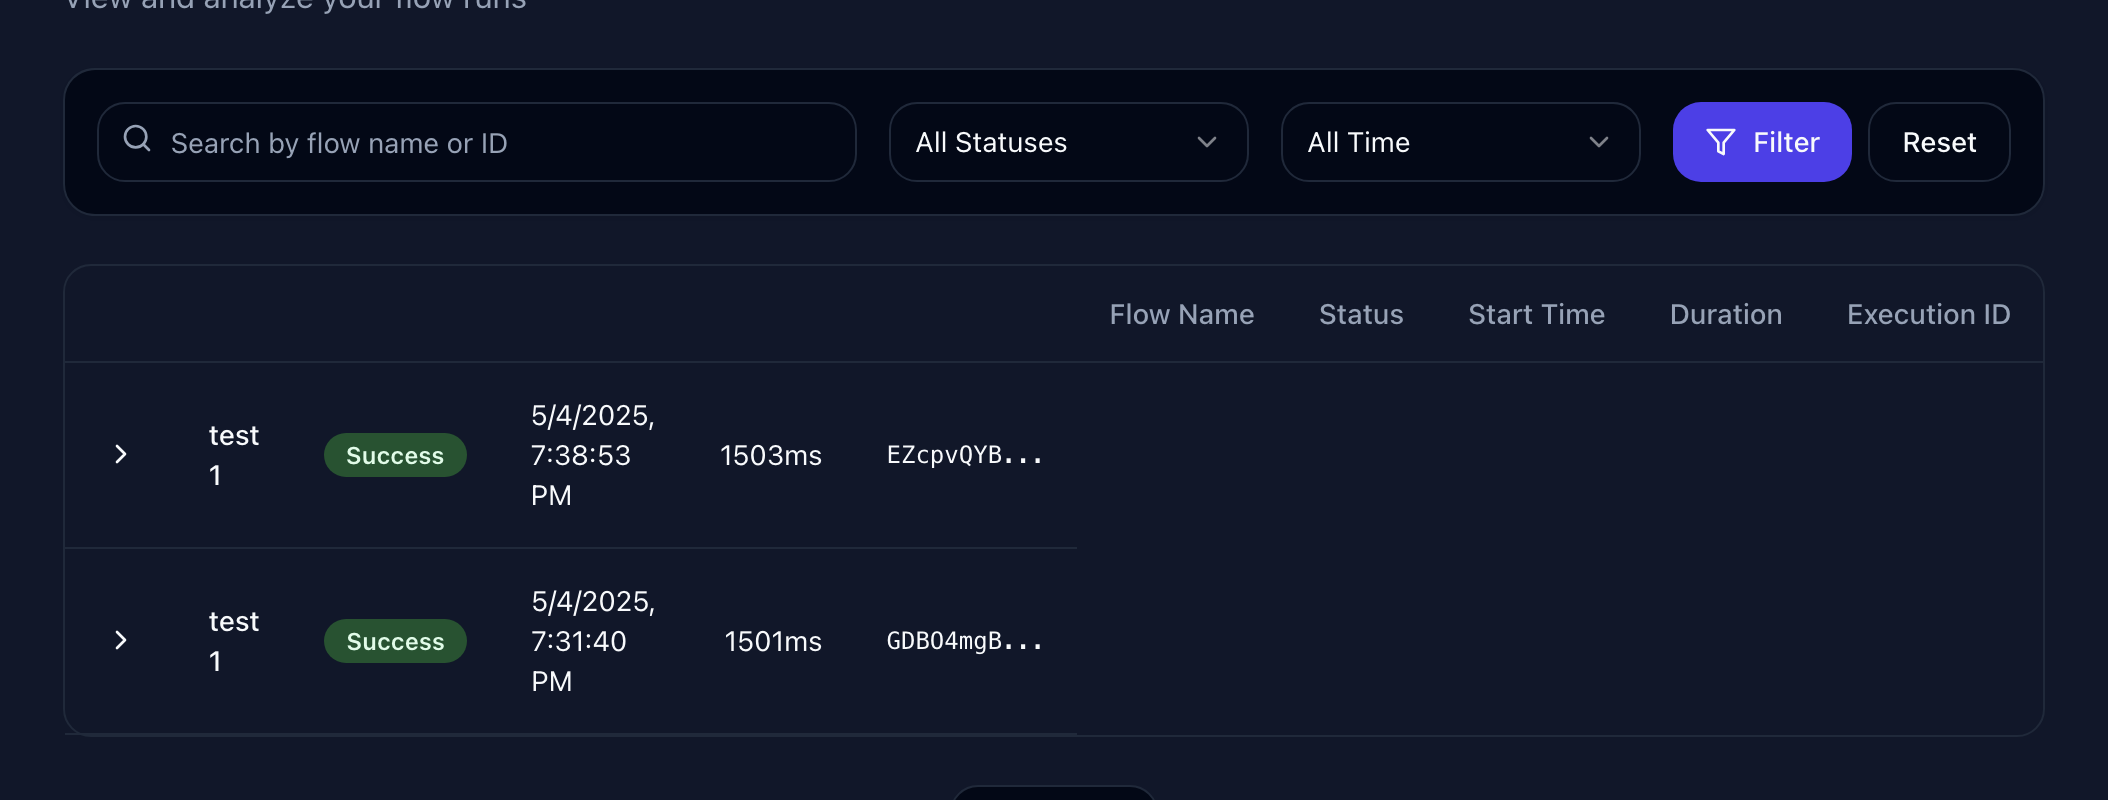 View and analyze your flow runs
Search by flow name or ID
All Statuses
All Time
Filter
Reset
Flow Name
Status
Start Time
Duration
Execution ID
test
1
Success
5/4/2025,
7:38:53
PM
1503ms
EZcpvQYB...
test
1
Success
5/4/2025,
7:31:40
PM
1501ms
GDBO4mgB...